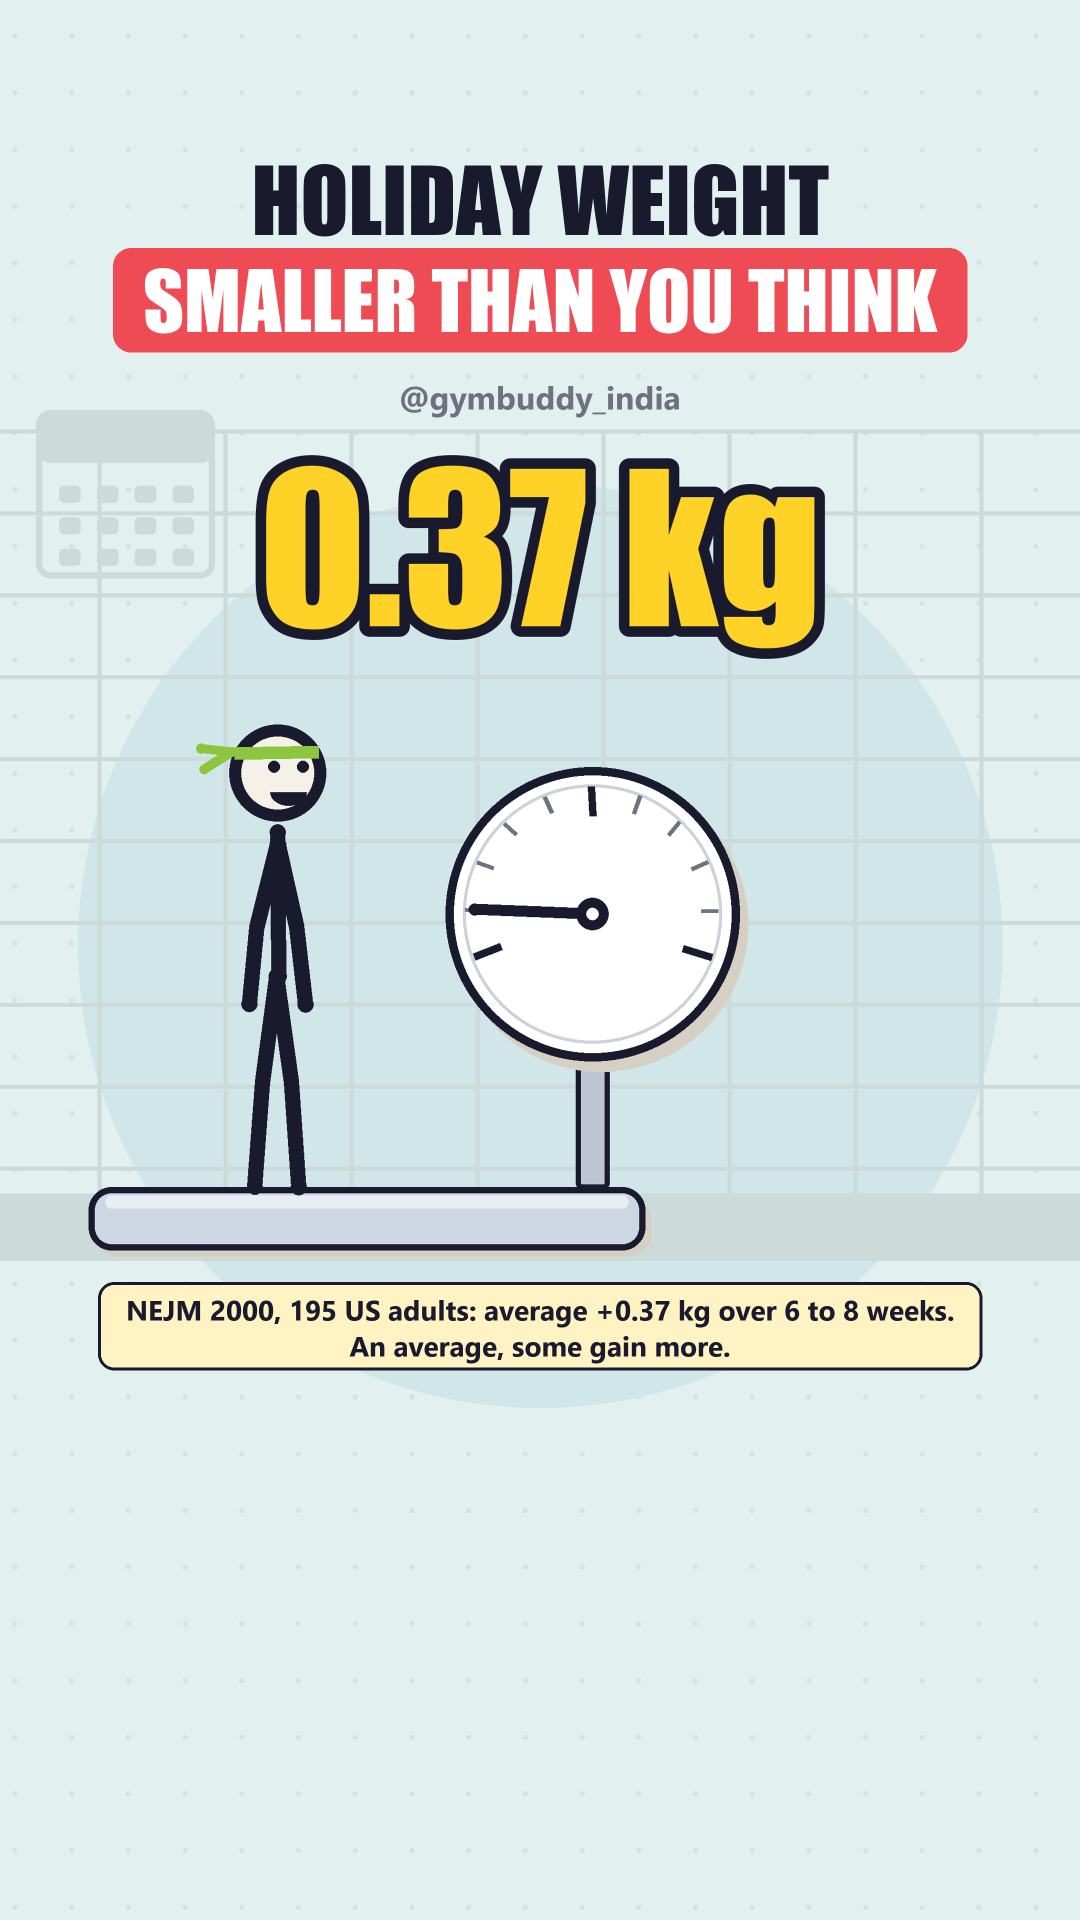 HOLIDAY WEIGHT
SMALLER THAN YOU THINK
@gymbuddy_india
0.37 kg
NEJM 2000, 195 US adults: average +0.37 kg over 6 to 8 weeks.
An average, some gain more.